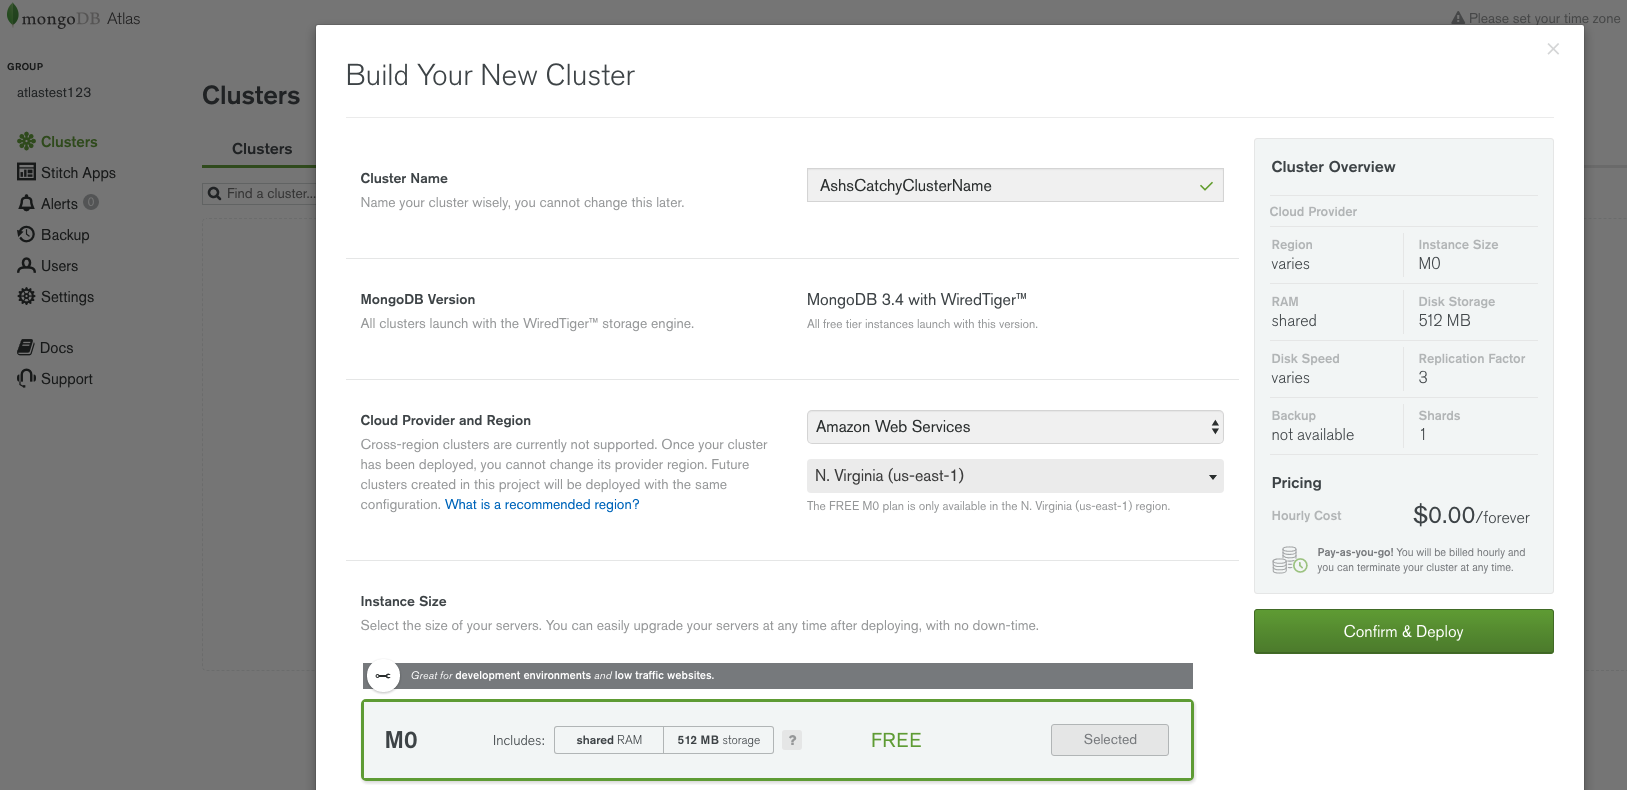 mongoDB Atlas
Please set your time zone
GROUP
atlastest123
Clusters
Stitch Apps
Alerts 0
Backup
Users
Settings
Docs
Support
Clusters
Clusters
Find a cluster...
Build Your New Cluster
×
Cluster Name
Name your cluster wisely, you cannot change this later.
AshsCatchyClusterName
MongoDB Version
All clusters launch with the WiredTiger™ storage engine.
MongoDB 3.4 with WiredTiger™
All free tier instances launch with this version.
Cloud Provider and Region
Cross-region clusters are currently not supported. Once your cluster
has been deployed, you cannot change its provider region. Future
clusters created in this project will be deployed with the same
configuration. What is a recommended region?
Amazon Web Services
N. Virginia (us-east-1)
The FREE M0 plan is only available in the N. Virginia (us-east-1) region.
Instance Size
Select the size of your servers. You can easily upgrade your servers at any time after deploying, with no down-time.
Great for development environments and low traffic websites.
M0 Includes: shared RAM 512 MB storage ? FREE Selected
Cluster Overview
Cloud Provider
Region
varies
Instance Size
M0
RAM
shared
Disk Storage
512 MB
Disk Speed
varies
Replication Factor
3
Backup
not available
Shards
1
Pricing
Hourly Cost $0.00/forever
Pay-as-you-go! You will be billed hourly and
you can terminate your cluster at any time.
Confirm & Deploy